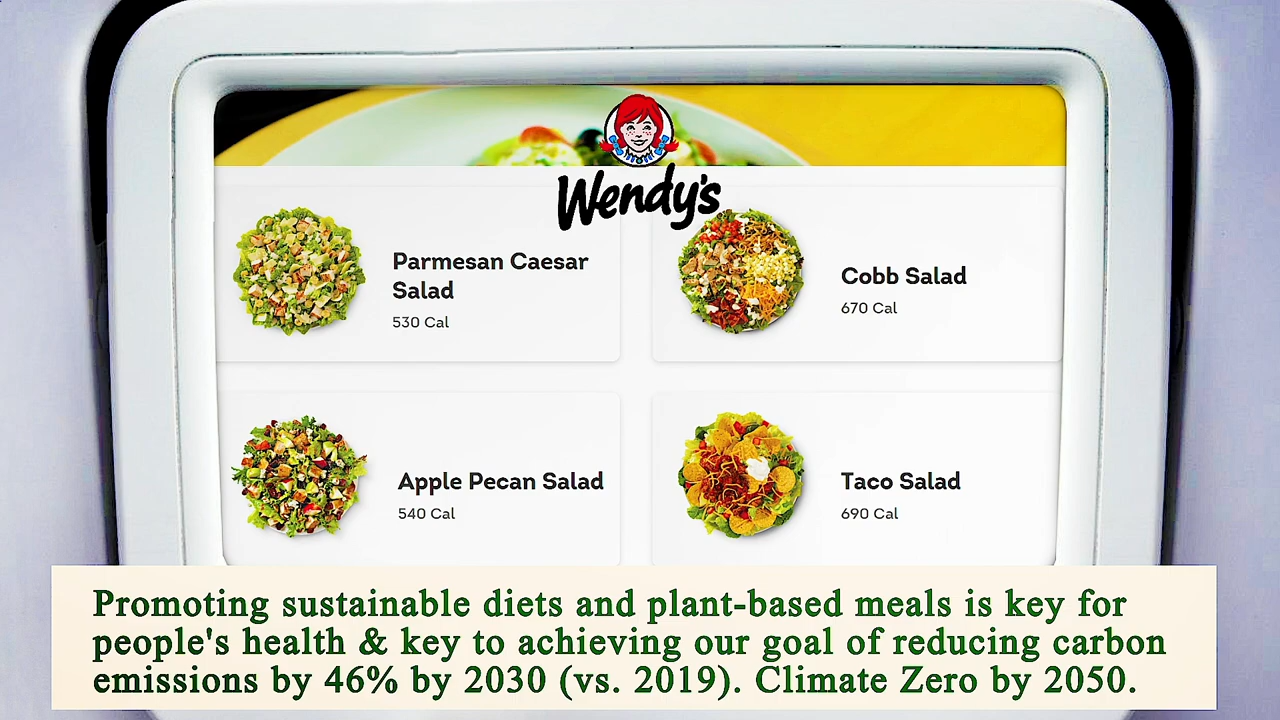 Wendy's
Parmesan Caesar
Salad
530 Cal
Cobb Salad
670 Cal
Apple Pecan Salad
540 Cal
Taco Salad
690 Cal
Promoting sustainable diets and plant-based meals is key for
people's health & key to achieving our goal of reducing carbon
emissions by 46% by 2030 (vs. 2019). Climate Zero by 2050.